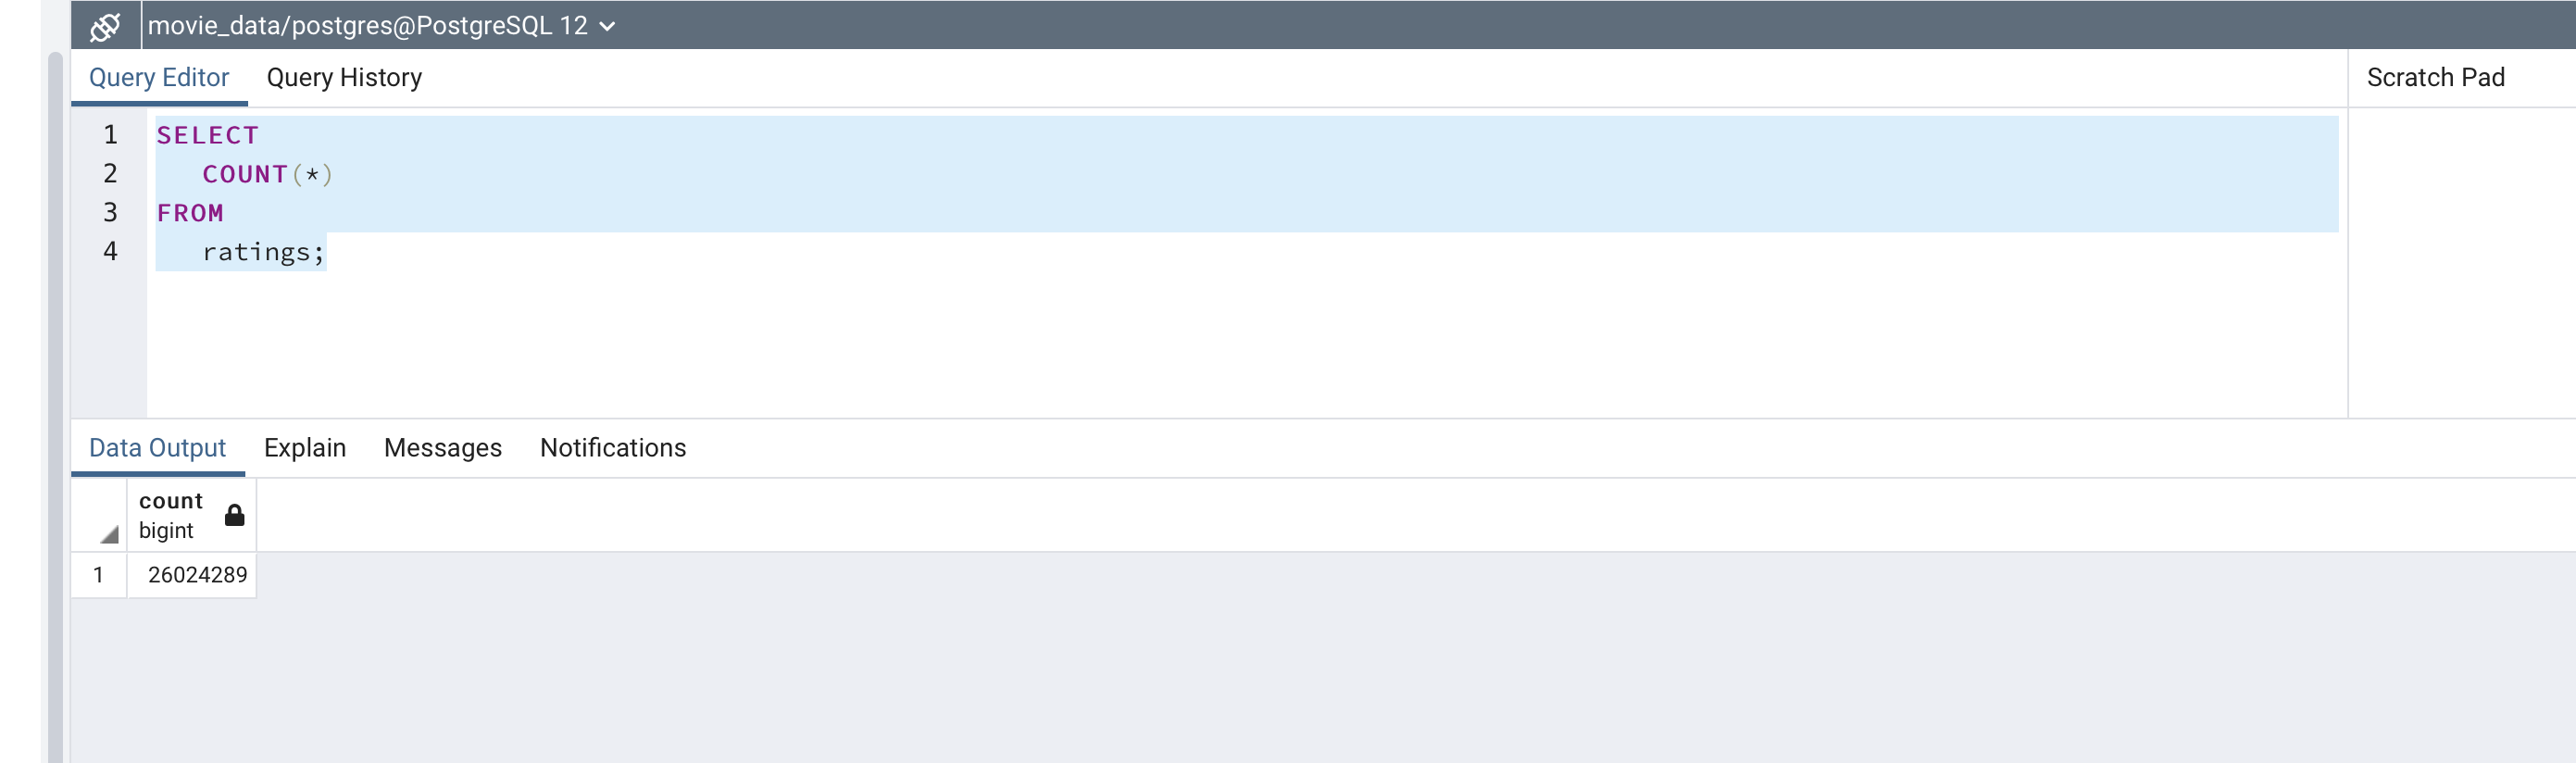 movie_data/postgres@PostgreSQL 12
Query Editor Query History Scratch Pad
1 SELECT
2 COUNT(*)
3 FROM
4 ratings;
Data Output Explain Messages Notifications
count
bigint
1 26024289